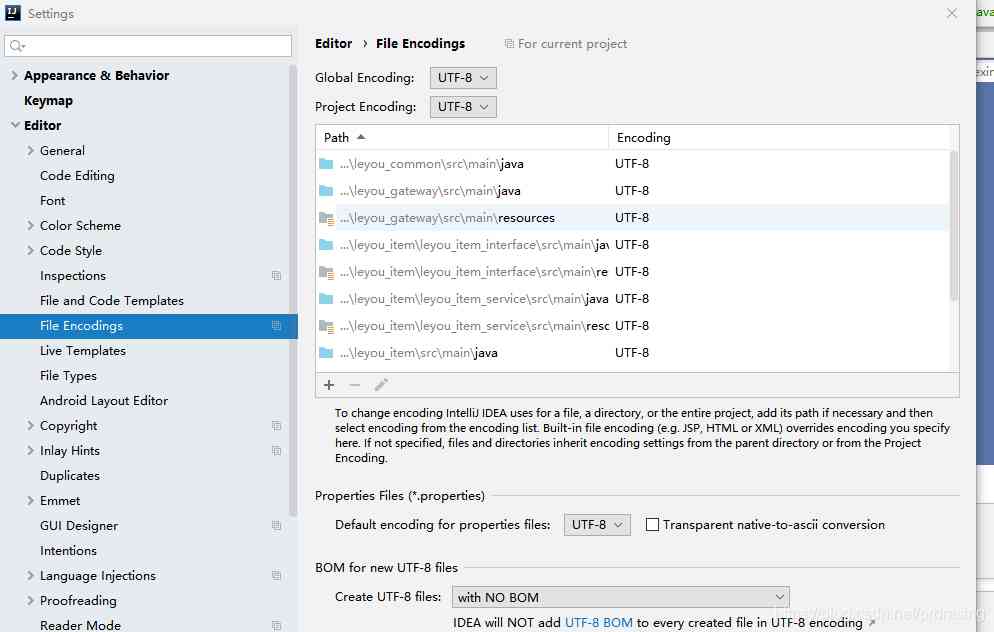 Settings
Appearance & Behavior
Keymap
Editor
General
Code Editing
Font
Color Scheme
Code Style
Inspections
File and Code Templates
File Encodings
Live Templates
File Types
Android Layout Editor
Copyright
Inlay Hints
Duplicates
Emmet
GUI Designer
Intentions
Language Injections
Proofreading
Reader Mode
Editor › File Encodings For current project
Global Encoding: UTF-8
Project Encoding: UTF-8
Path Encoding
...\leyou_common\src\main\java UTF-8
...\leyou_gateway\src\main\java UTF-8
...\leyou_gateway\src\main\resources UTF-8
...\leyou_item\leyou_item_interface\src\main\jav UTF-8
...\leyou_item\leyou_item_interface\src\main\re UTF-8
...\leyou_item\leyou_item_service\src\main\java UTF-8
...\leyou_item\leyou_item_service\src\main\resc UTF-8
...\leyou_item\src\main\java UTF-8
To change encoding IntelliJ IDEA uses for a file, a directory, or the entire project, add its path if necessary and then
select encoding from the encoding list. Built-in file encoding (e.g. JSP, HTML or XML) overrides encoding you specify
here. If not specified, files and directories inherit encoding settings from the parent directory or from the Project
Encoding.
Properties Files (*.properties)
Default encoding for properties files: UTF-8 Transparent native-to-ascii conversion
BOM for new UTF-8 files
Create UTF-8 files: with NO BOM
IDEA will NOT add UTF-8 BOM to every created file in UTF-8 encoding ↗
ava